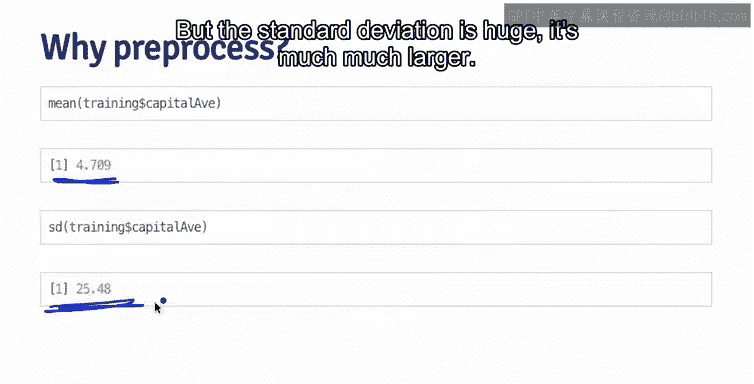 But the standard deviation is huge, it's
much much larger.
Why preprocess?
mean(training$capitalAve)
[1] 4.709
sd(training$capitalAve)
[1] 25.48